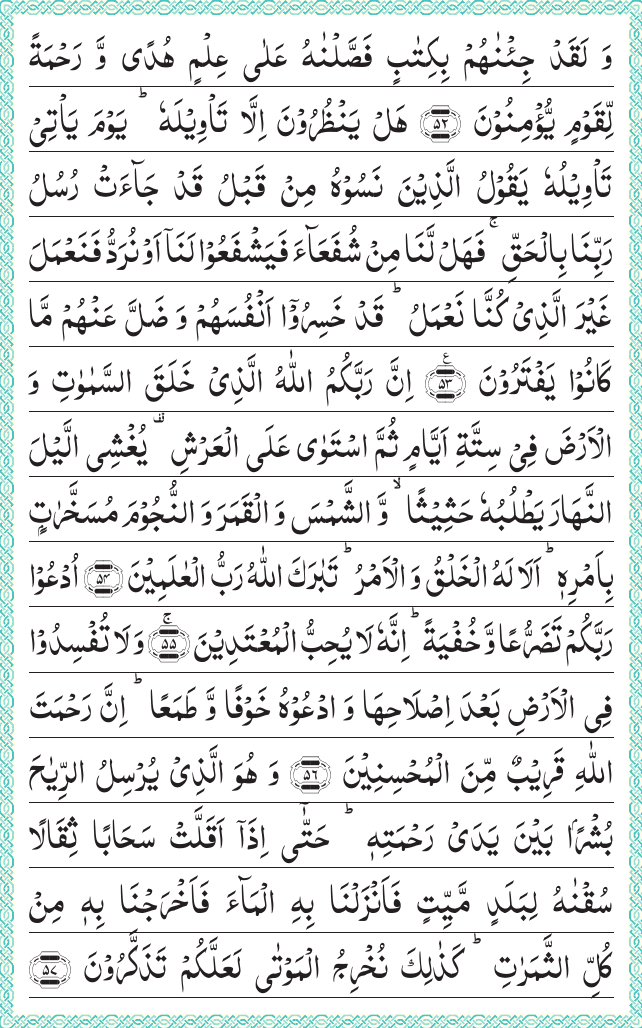 وَ لَقَدۡ جِئۡنٰهُمۡ بِكِتٰبٍ فَصَّلۡنٰهُ عَلٰى عِلۡمٍ هُدًى وَّ رَحۡمَةً
لِّقَوۡمٍ يُّؤۡمِنُوۡنَ ﴿۵۲﴾ هَلۡ يَنۡظُرُوۡنَ اِلَّا تَاۡوِيۡلَهٗ ؕ يَوۡمَ يَاۡتِىۡ
تَاۡوِيۡلُهٗ يَقُوۡلُ الَّذِيۡنَ نَسُوۡهُ مِنۡ قَبۡلُ قَدۡ جَآءَتۡ رُسُلُ
رَبِّنَا بِالۡحَقِّ ۚ فَهَلۡ لَّنَا مِنۡ شُفَعَآءَ فَيَشۡفَعُوۡا لَنَاۤ اَوۡ نُرَدُّ فَنَعۡمَلَ
غَيۡرَ الَّذِىۡ كُنَّا نَعۡمَلُ ؕ قَدۡ خَسِرُوۡۤا اَنۡفُسَهُمۡ وَ ضَلَّ عَنۡهُمۡ مَّا
كَانُوۡا يَفۡتَرُوۡنَ ﴿۵۳﴾ ع اِنَّ رَبَّكُمُ اللّٰهُ الَّذِىۡ خَلَقَ السَّمٰوٰتِ وَ
الۡاَرۡضَ فِىۡ سِتَّةِ اَيَّامٍ ثُمَّ اسۡتَوٰى عَلَى الۡعَرۡشِ ۟ يُغۡشِى الَّيۡلَ
النَّهَارَ يَطۡلُبُهٗ حَثِيۡثًا ۙ وَّ الشَّمۡسَ وَ الۡقَمَرَ وَ النُّجُوۡمَ مُسَخَّرٰتٍۭ
بِاَمۡرِهٖ ؕ اَلَا لَهُ الۡخَلۡقُ وَ الۡاَمۡرُ ؕ تَبٰرَكَ اللّٰهُ رَبُّ الۡعٰلَمِيۡنَ ﴿۵۴﴾ اُدۡعُوۡا
رَبَّكُمۡ تَضَرُّعًا وَّ خُفۡيَةً ؕ اِنَّهٗ لَا يُحِبُّ الۡمُعۡتَدِيۡنَ ﴿۵۵﴾ ۚ وَ لَا تُفۡسِدُوۡا
فِى الۡاَرۡضِ بَعۡدَ اِصۡلَاحِهَا وَ ادۡعُوۡهُ خَوۡفًا وَّ طَمَعًا ؕ اِنَّ رَحۡمَتَ
اللّٰهِ قَرِيۡبٌ مِّنَ الۡمُحۡسِنِيۡنَ ﴿۵۶﴾ وَ هُوَ الَّذِىۡ يُرۡسِلُ الرِّيٰحَ
بُشۡرًۢا بَيۡنَ يَدَىۡ رَحۡمَتِهٖ ؕ حَتّٰۤى اِذَاۤ اَقَلَّتۡ سَحَابًا ثِقَالًا
سُقۡنٰهُ لِبَلَدٍ مَّيِّتٍ فَاَنۡزَلۡنَا بِهِ الۡمَآءَ فَاَخۡرَجۡنَا بِهٖ مِنۡ
كُلِّ الثَّمَرٰتِ ؕ كَذٰلِكَ نُخۡرِجُ الۡمَوۡتٰى لَعَلَّكُمۡ تَذَكَّرُوۡنَ ﴿۵۷﴾